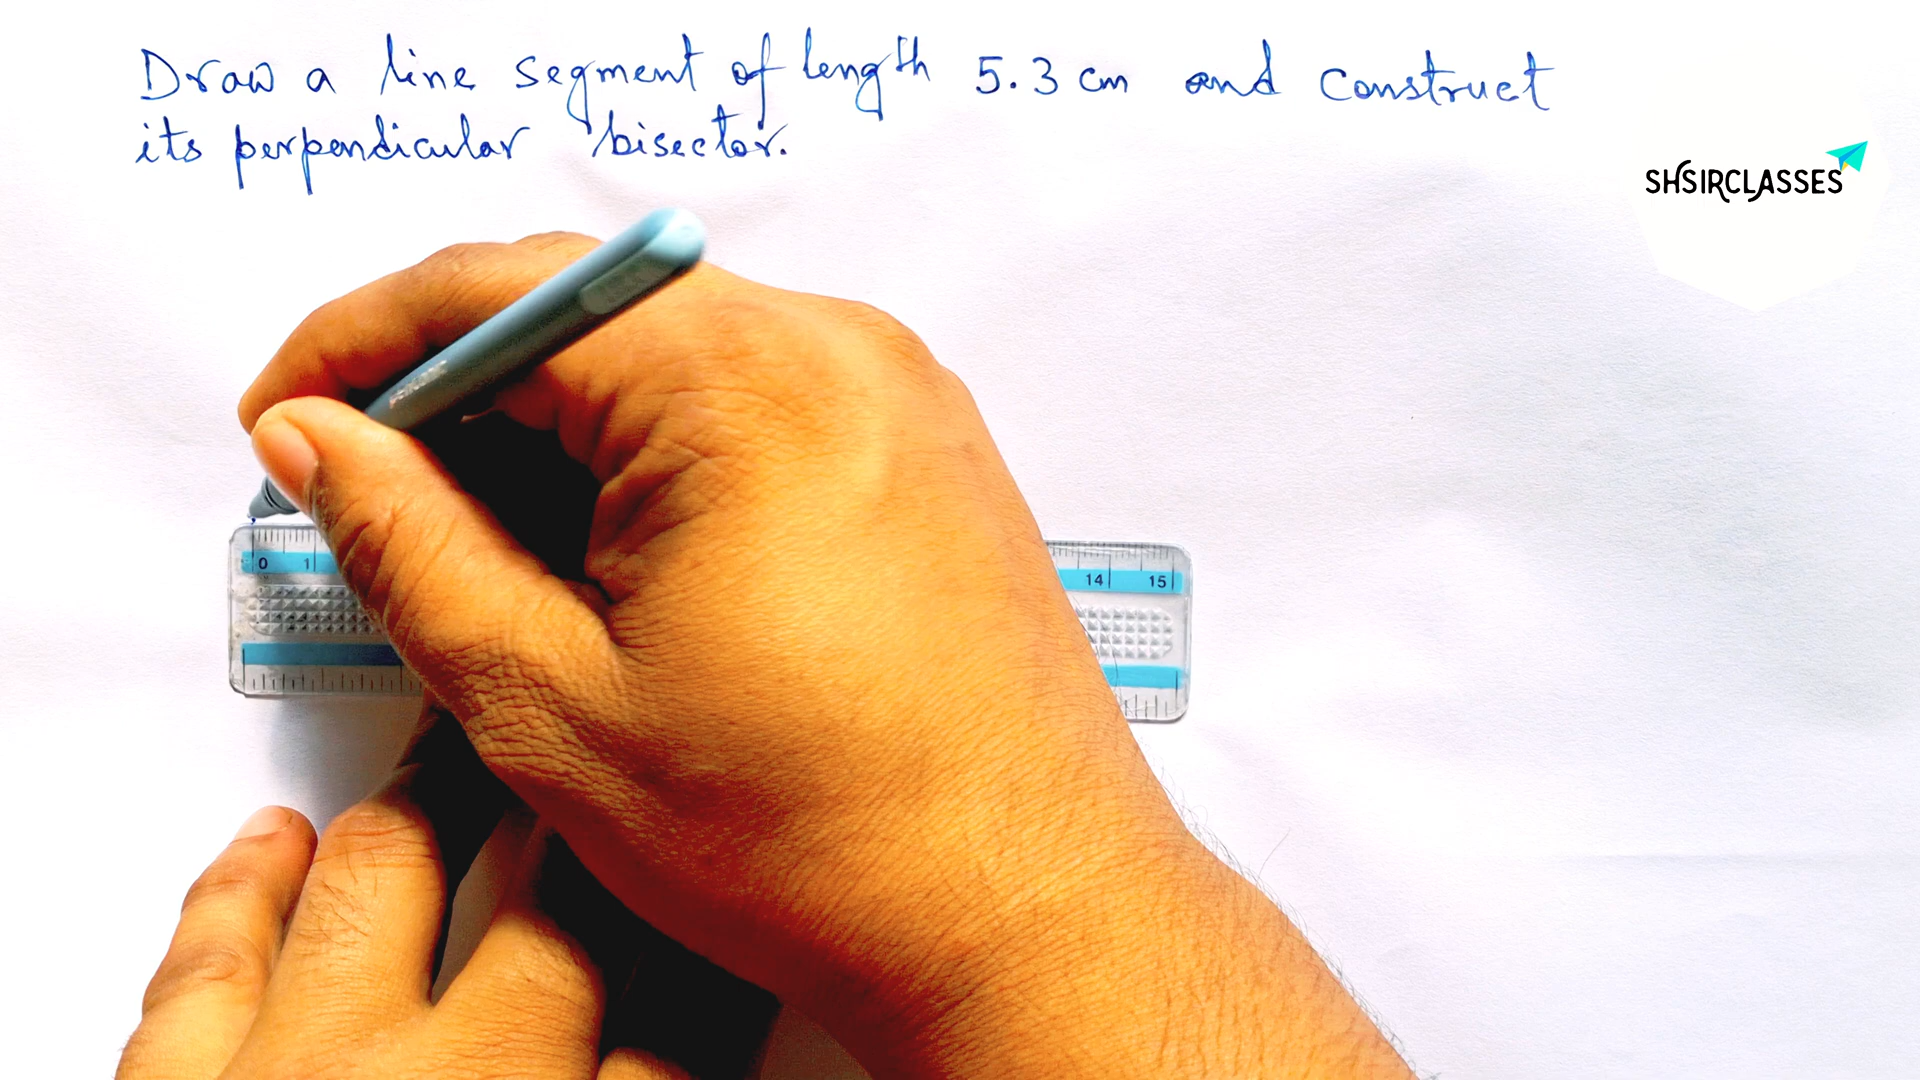 Draw a line segment of length 5.3 cm and construct
its perpendicular bisector.
SHSIRCLASSES
0 1 14 15